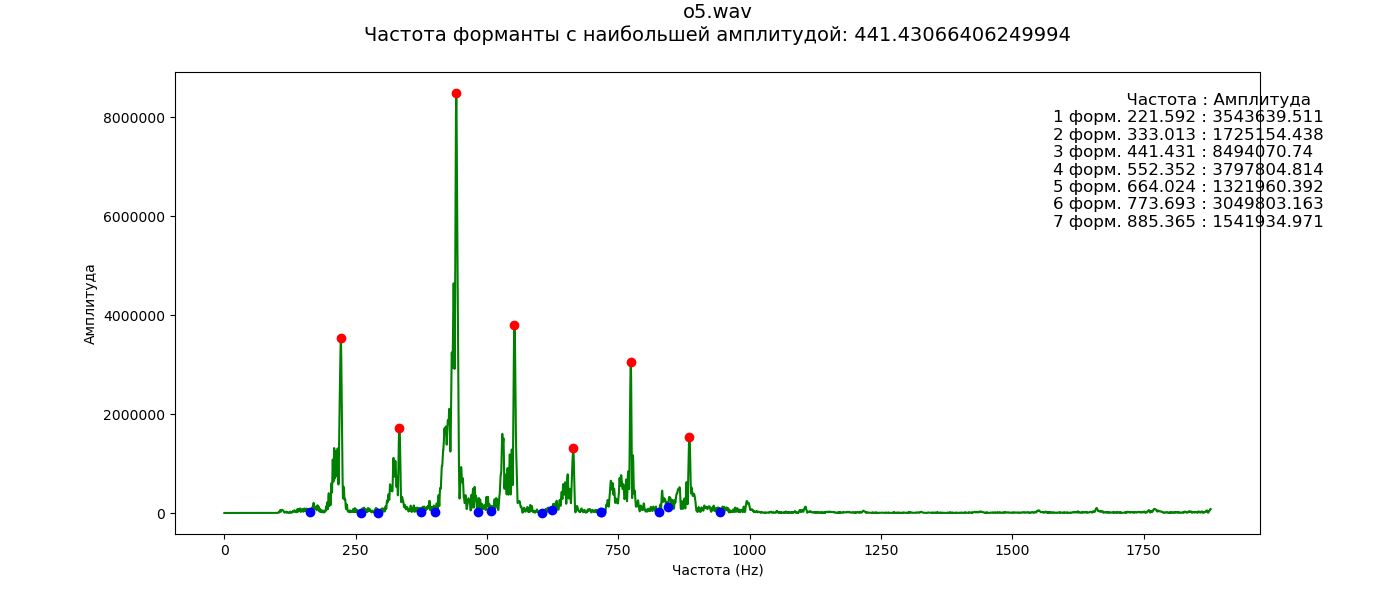 o5.wav
Частота форманты с наибольшей амплитудой: 441.43066406249994
Частота : Амплитуда
1 форм. 221.592 : 3543639.511
2 форм. 333.013 : 1725154.438
3 форм. 441.431 : 8494070.74
4 форм. 552.352 : 3797804.814
5 форм. 664.024 : 1321960.392
6 форм. 773.693 : 3049803.163
7 форм. 885.365 : 1541934.971
8000000
6000000
4000000
2000000
0
Амплитуда
0 250 500 750 1000 1250 1500 1750
Частота (Hz)